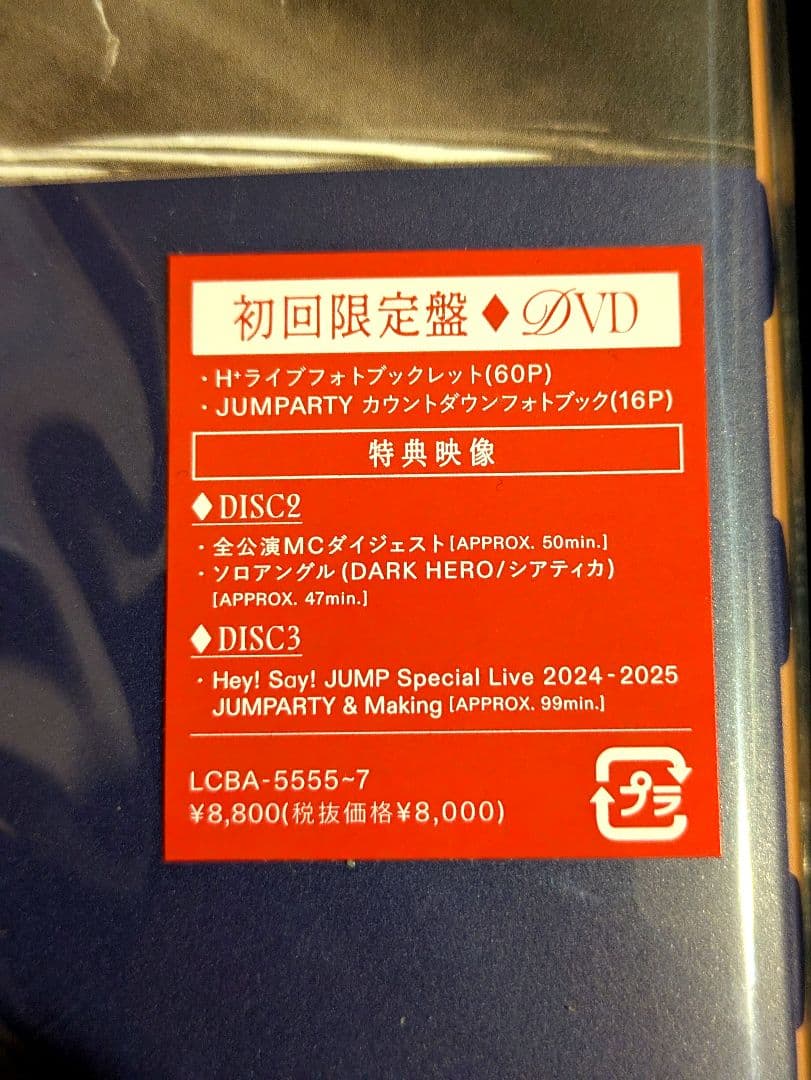 初回限定盤♦DVD
・H+ライブフォトブックレット(60P)
・JUMPARTY カウントダウンフォトブック(16P)
特典映像
♦DISC2
・全公演MCダイジェスト[APPROX. 50min.]
・ソロアングル(DARK HERO/シアティカ)
[APPROX. 47min.]
♦DISC3
・Hey! Say! JUMP Special Live 2024-2025
JUMPARTY & Making [APPROX. 99min.]
LCBA-5555~7
¥8,800(税抜価格¥8,000)
プラ